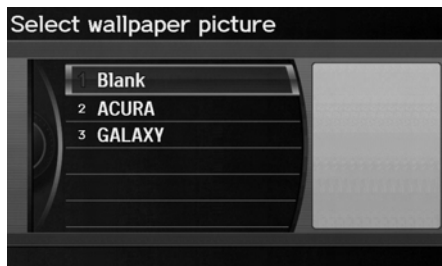 Select wallpaper picture
1 Blank
2 ACURA
3 GALAXY